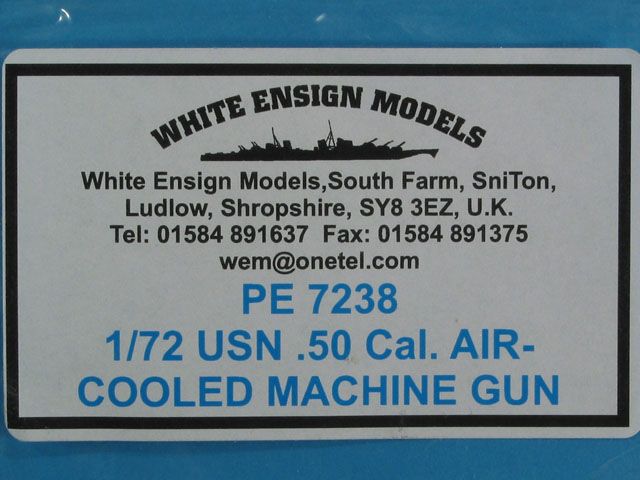 WHITE ENSIGN MODELS
White Ensign Models,South Farm, SniTon,
Ludlow, Shropshire, SY8 3EZ, U.K.
Tel: 01584 891637 Fax: 01584 891375
wem@onetel.com
PE 7238
1/72 USN .50 Cal. AIR-
COOLED MACHINE GUN